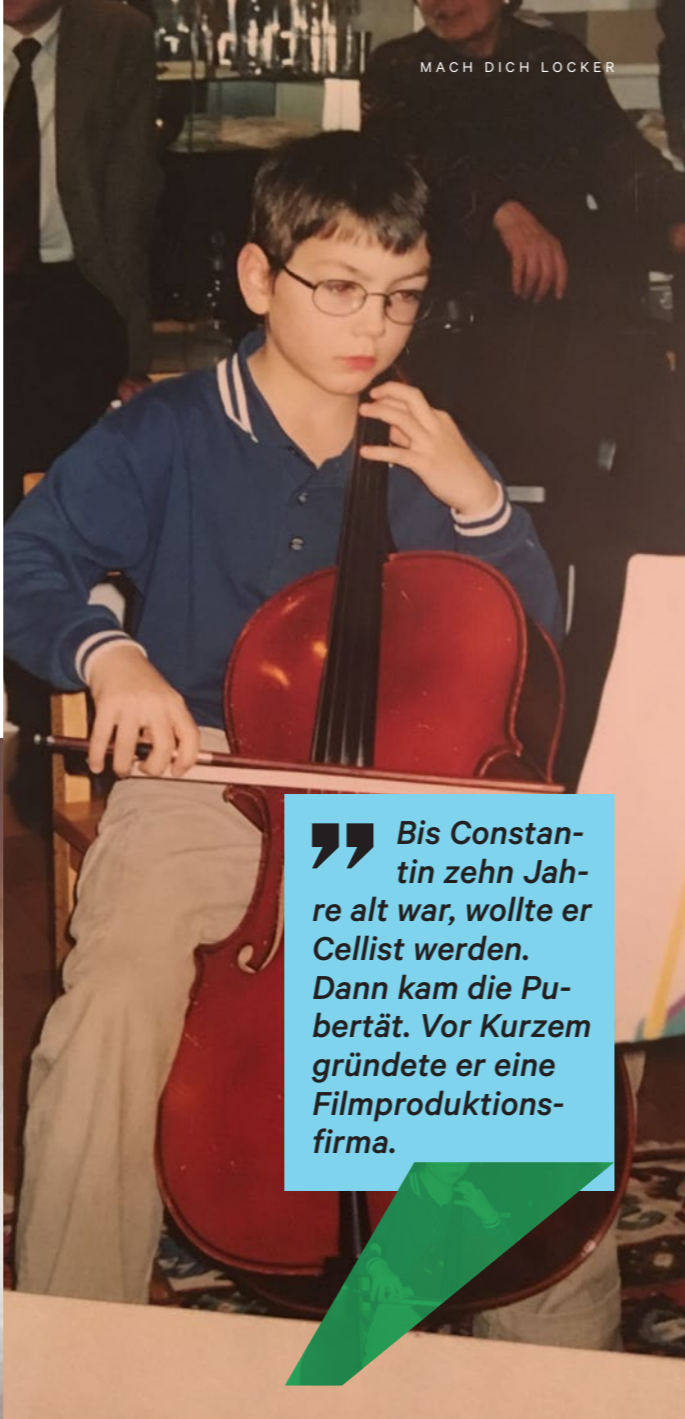 MACH DICH LOCKER
Bis Constan-
tin zehn Jah-
re alt war, wollte er
Cellist werden.
Dann kam die Pu-
bertät. Vor Kurzem
gründete er eine
Filmproduktions-
firma.